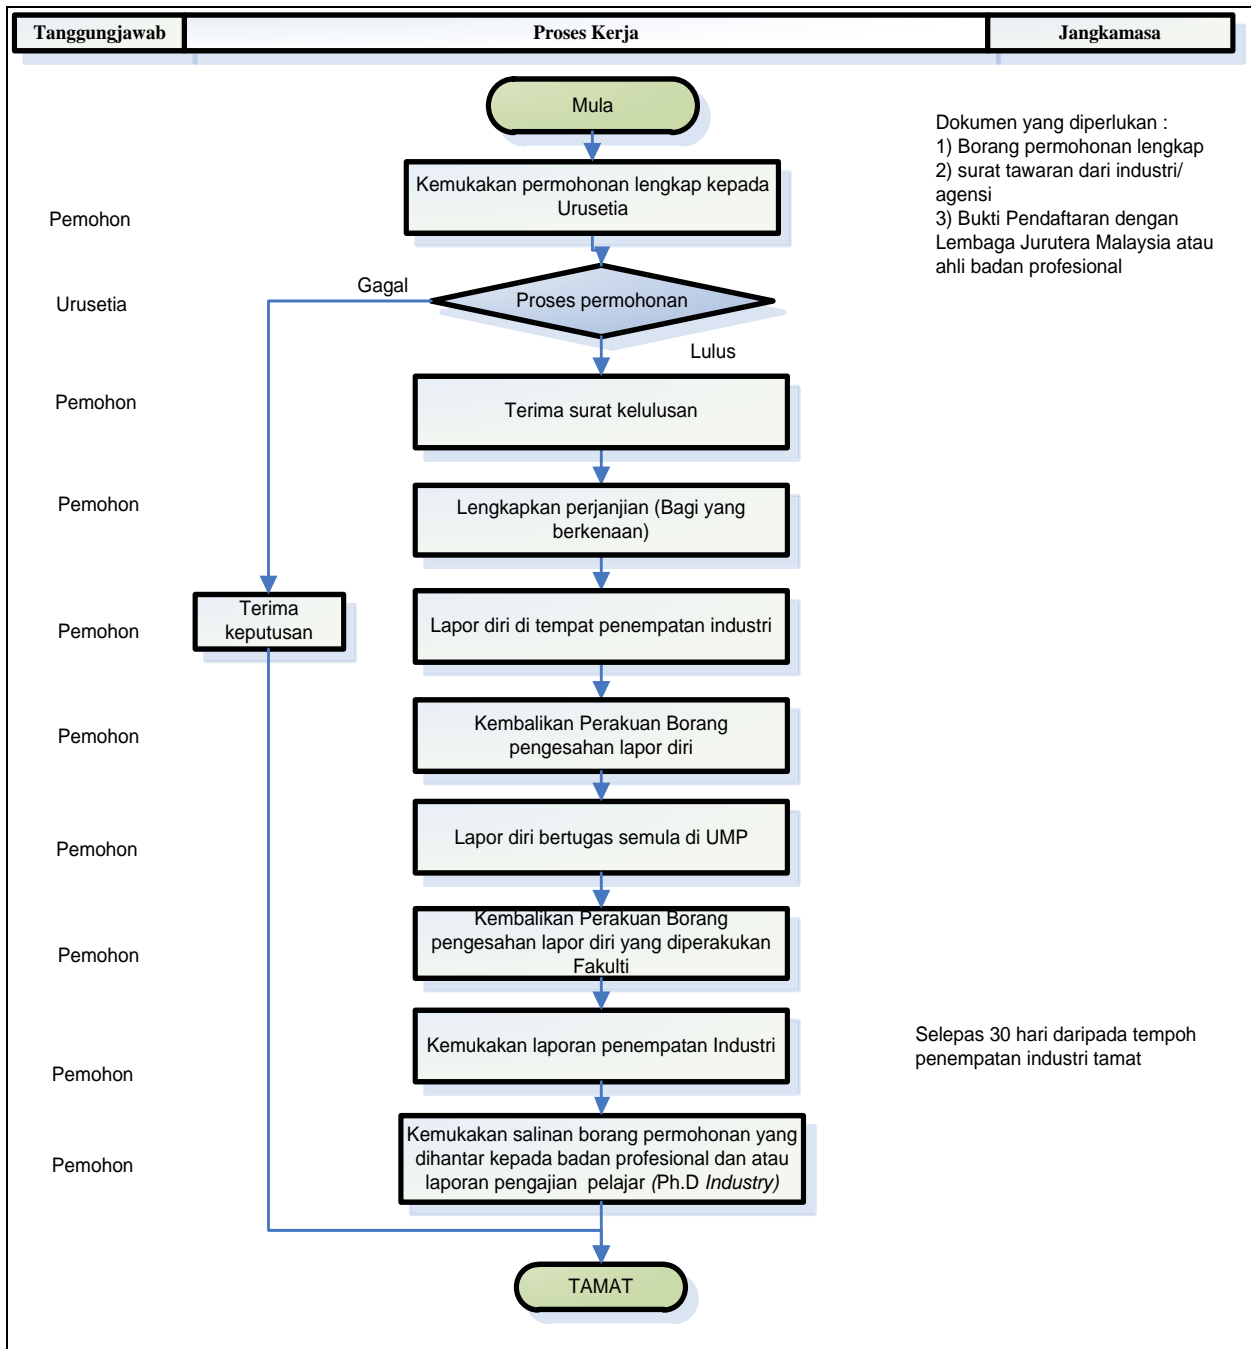 Tanggungjawab
Proses Kerja
Jangkamasa
Mula
Dokumen yang diperlukan :
1) Borang permohonan lengkap
2) surat tawaran dari industri/
agensi
3) Bukti Pendaftaran dengan
Lembaga Jurutera Malaysia atau
ahli badan profesional
Pemohon
Kemukakan permohonan lengkap kepada
Urusetia
Urusetia
Gagal
Proses permohonan
Lulus
Pemohon
Terima surat kelulusan
Pemohon
Lengkapkan perjanjian (Bagi yang
berkenaan)
Pemohon
Terima
keputusan
Lapor diri di tempat penempatan industri
Pemohon
Kembalikan Perakuan Borang
pengesahan lapor diri
Pemohon
Lapor diri bertugas semula di UMP
Pemohon
Kembalikan Perakuan Borang
pengesahan lapor diri yang diperakukan
Fakulti
Pemohon
Kemukakan laporan penempatan Industri
Selepas 30 hari daripada tempoh
penempatan industri tamat
Pemohon
Kemukakan salinan borang permohonan yang
dihantar kepada badan profesional dan atau
laporan pengajian pelajar (Ph.D Industry)
TAMAT